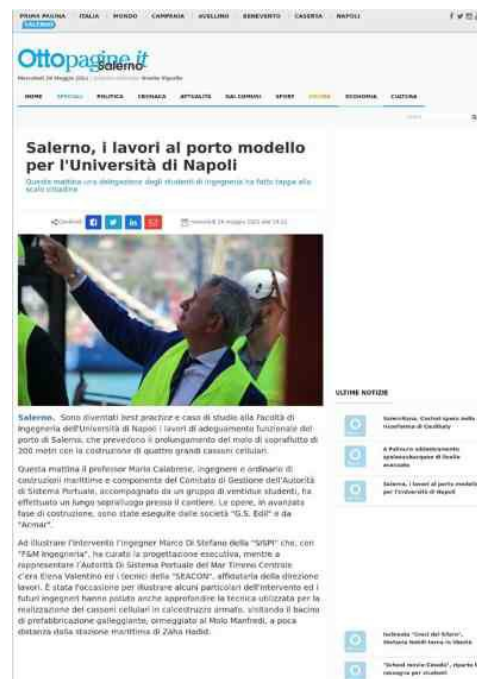 PRIMA PAGINA ITALIA MONDO CAMPANIA AVELLINO BENEVENTO CASERTA NAPOLI
SALERNO
Ottopagine.it
Salerno
HOME SPECIALI POLITICA CRONACA ATTUALITÀ DAI COMUNI SPORT ECONOMIA CULTURA
Salerno, i lavori al porto modello
per l'Università di Napoli
Questa mattina una delegazione degli studenti di ingegneria ha fatto tappa allo
scalo cittadino
Condividi
ULTIME NOTIZIE
Salerno. Sono diventati best practice e caso di studio alla facoltà di
Ingegneria dell'Università di Napoli i lavori di adeguamento funzionale del
porto di Salerno, che prevedono il prolungamento del molo di sopraflutto di
200 metri con la costruzione di quattro grandi cassoni cellulari.
Questa mattina il professor Mario Calabrese, ingegnere e ordinario di
costruzioni marittime e componente del Comitato di Gestione dell'Autorità
di Sistema Portuale, accompagnato da un gruppo di ventidue studenti, ha
effettuato un lungo sopralluogo presso il cantiere. Le opere, in avanzata
fase di costruzione, sono state eseguite dalle società "G.S. Edil" e da
"Acmar".
Ad illustrare l'intervento l'ingegner Marco Di Stefano della "SISPI" che, con
"F&M Ingegneria", ha curato la progettazione esecutiva, mentre a
rappresentare l'Autorità Di Sistema Portuale del Mar Tirreno Centrale
c'era Elena Valentino ed i tecnici della "SEACON", affidataria della direzione
lavori. È stata l'occasione per illustrare alcuni particolari dell'intervento ed i
futuri ingegneri hanno potuto anche approfondire la tecnica utilizzata per la
realizzazione dei cassoni cellulari in calcestruzzo armato, visitando il bacino
di prefabbricazione galleggiante, ormeggiato al Molo Manfredi, a poca
distanza dalla stazione marittima di Zaha Hadid.
A Palinuro addestramento
Salerno, i lavori al porto modello
per l'Università di Napoli